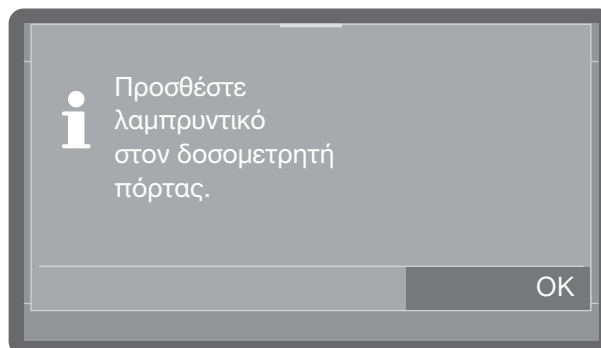 Προσθέστε
λαμπρυντικό
στον δοσομετρητή
πόρτας.
OK